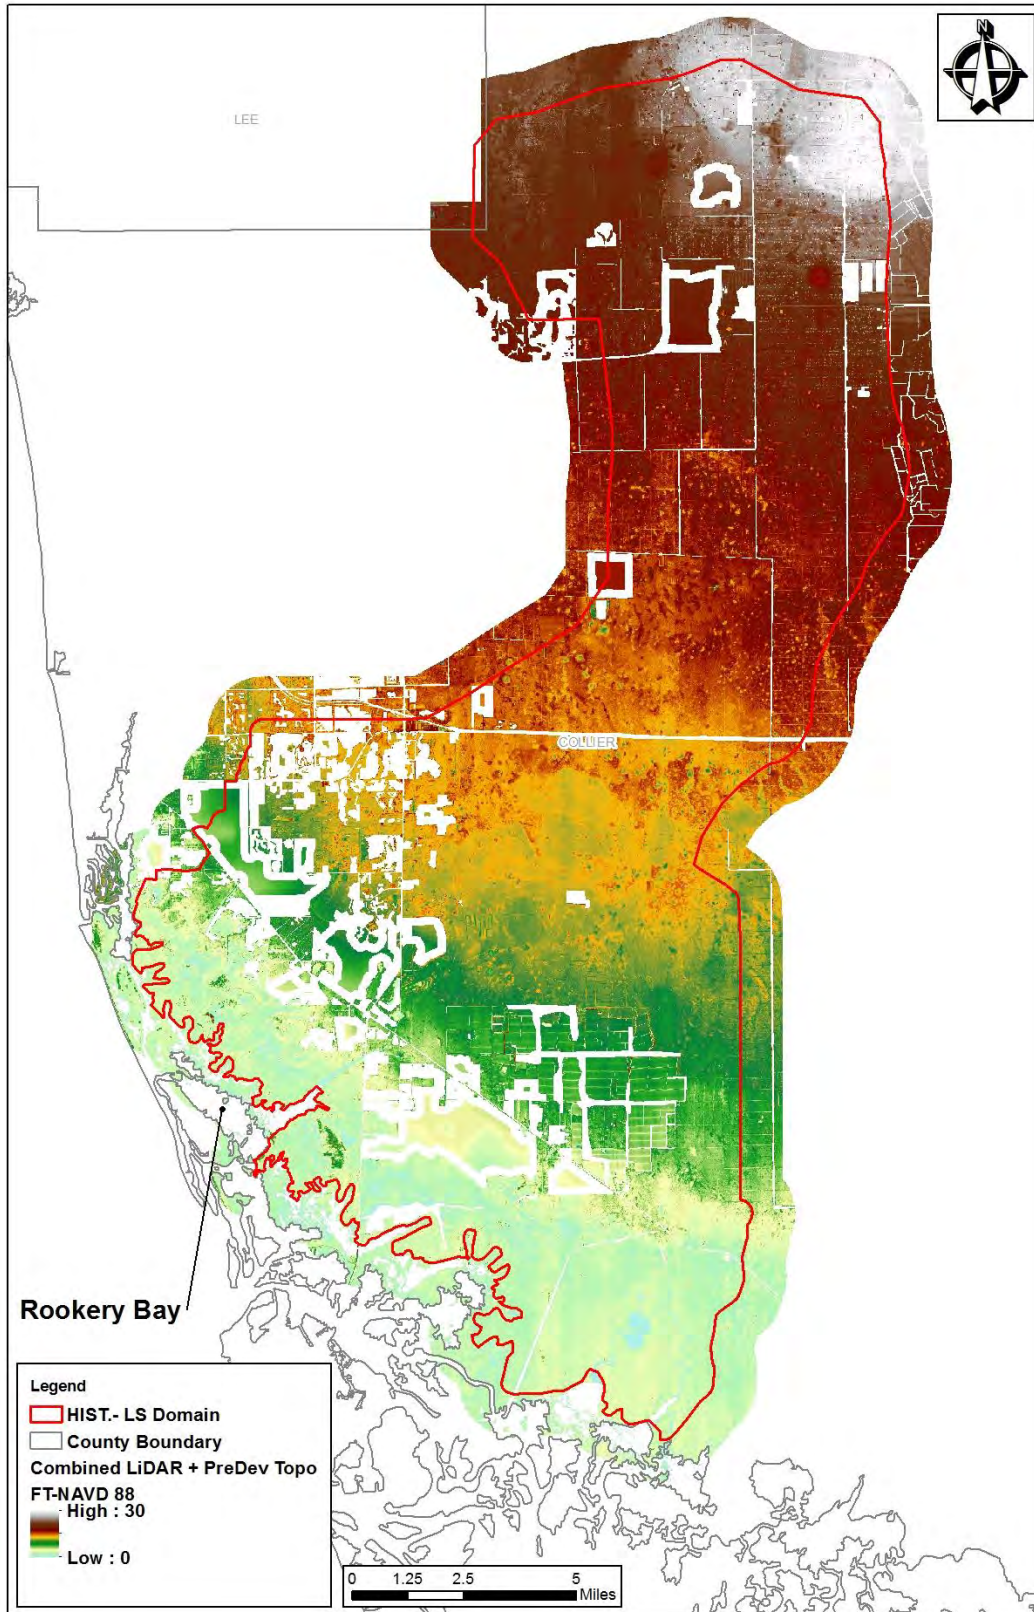 N
LEE
COLLIER
Rookery Bay
Legend
HIST.- LS Domain
County Boundary
Combined LiDAR + PreDev Topo
FT-NAVD 88
High : 30
Low : 0
0 1.25 2.5 5
Miles